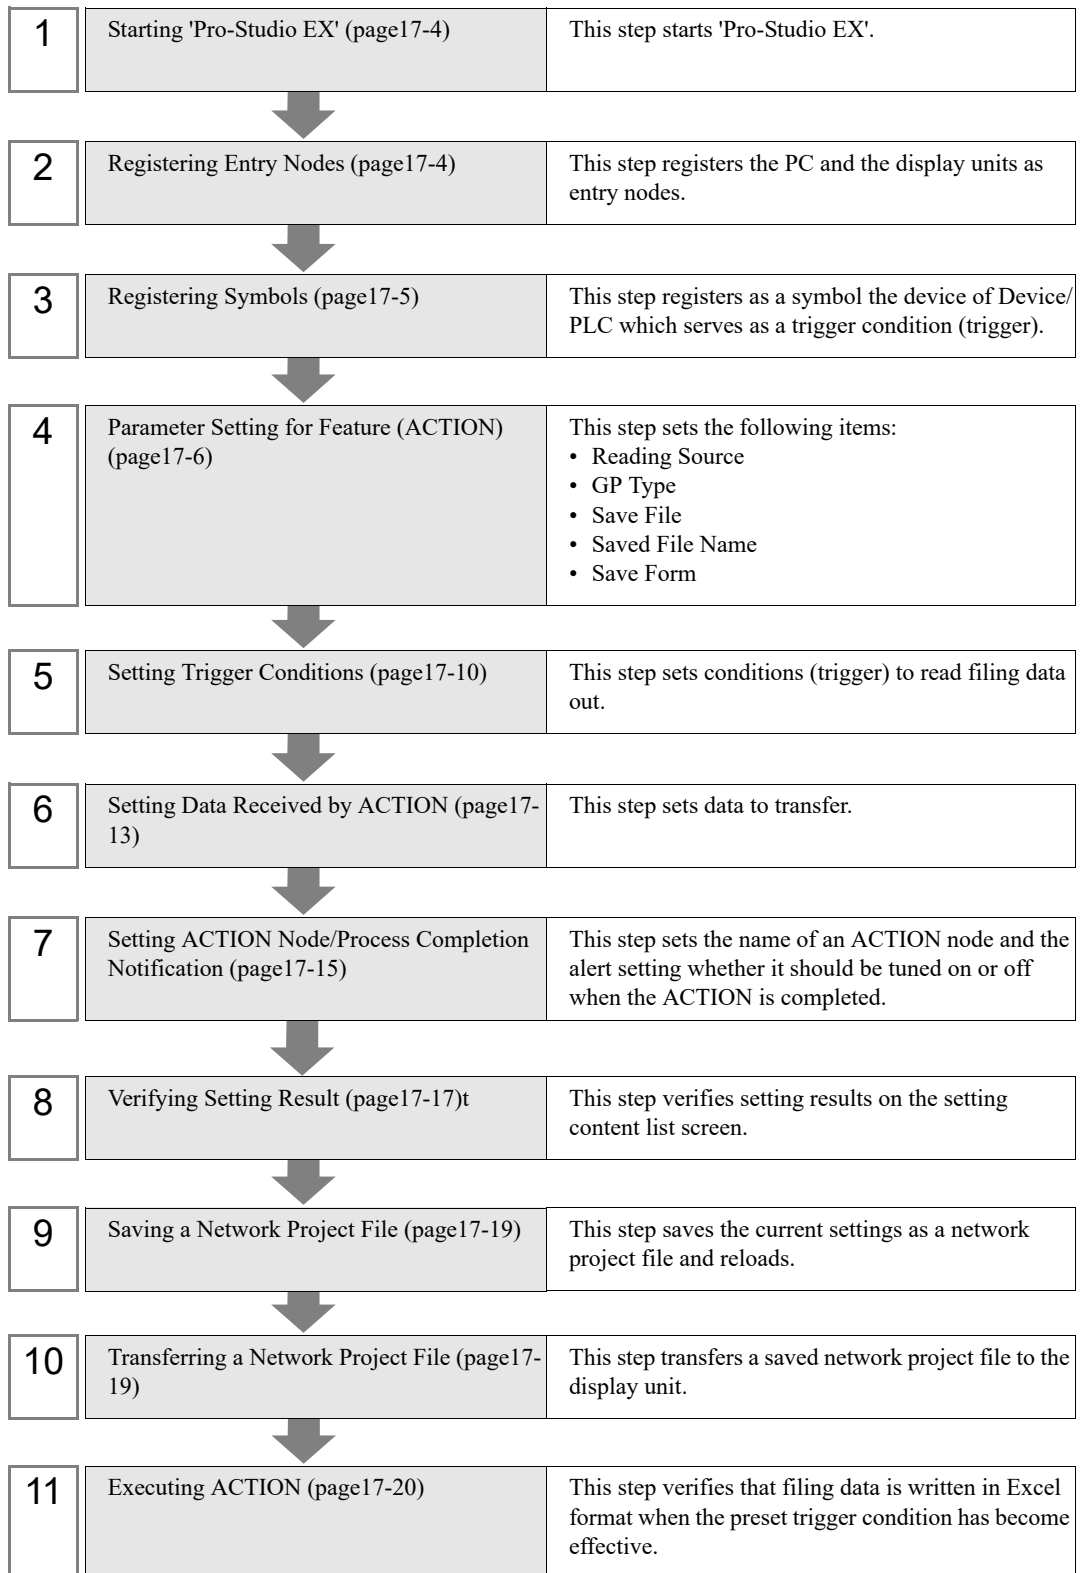 1
Starting 'Pro-Studio EX' (page17-4)
This step starts 'Pro-Studio EX'.
2
Registering Entry Nodes (page17-4)
This step registers the PC and the display units as
entry nodes.
3
Registering Symbols (page17-5)
This step registers as a symbol the device of Device/
PLC which serves as a trigger condition (trigger).
4
Parameter Setting for Feature (ACTION)
(page17-6)
This step sets the following items:
• Reading Source
• GP Type
• Save File
• Saved File Name
• Save Form
5
Setting Trigger Conditions (page17-10)
This step sets conditions (trigger) to read filing data
out.
6
Setting Data Received by ACTION (page17-
13)
This step sets data to transfer.
7
Setting ACTION Node/Process Completion
Notification (page17-15)
This step sets the name of an ACTION node and the
alert setting whether it should be tuned on or off
when the ACTION is completed.
8
Verifying Setting Result (page17-17)t
This step verifies setting results on the setting
content list screen.
9
Saving a Network Project File (page17-19)
This step saves the current settings as a network
project file and reloads.
10
Transferring a Network Project File (page17-
19)
This step transfers a saved network project file to the
display unit.
11
Executing ACTION (page17-20)
This step verifies that filing data is written in Excel
format when the preset trigger condition has become
effective.